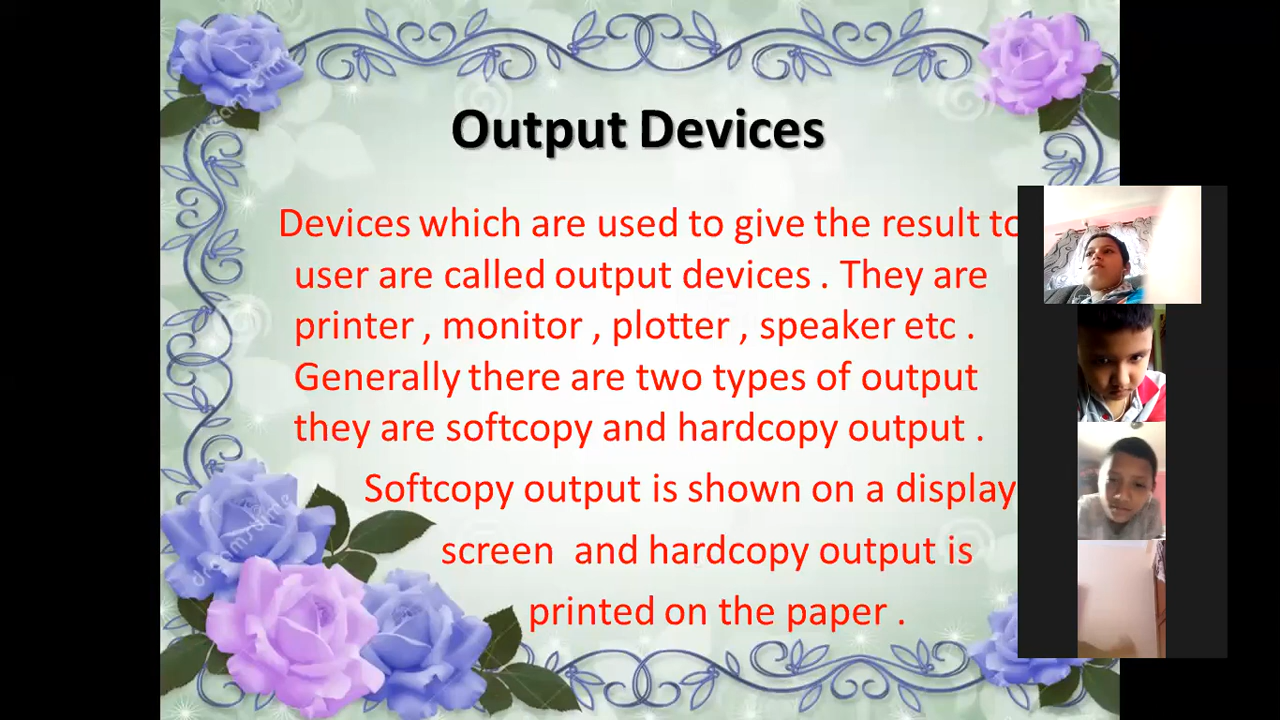 Output Devices
Devices which are used to give the result to
user are called output devices . They are
printer , monitor , plotter , speaker etc .
Generally there are two types of output
they are softcopy and hardcopy output .
Softcopy output is shown on a display
screen and hardcopy output is
printed on the paper .